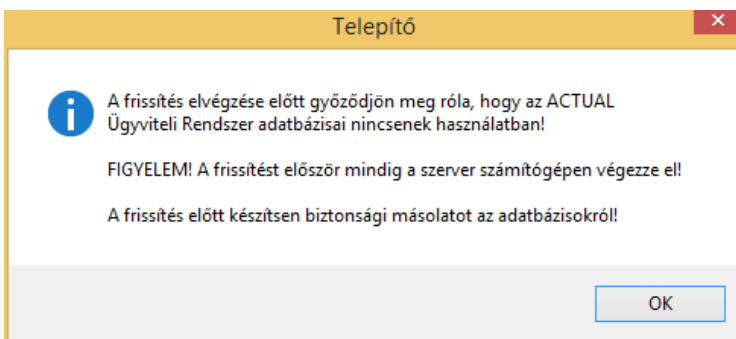 Telepítő
A frissítés elvégzése előtt győződjön meg róla, hogy az ACTUAL
Ügyviteli Rendszer adatbázisai nincsenek használatban!
FIGYELEM! A frissítést először mindig a szerver számítógépen végezze el!
A frissítés előtt készítsen biztonsági másolatot az adatbázisokról!
OK